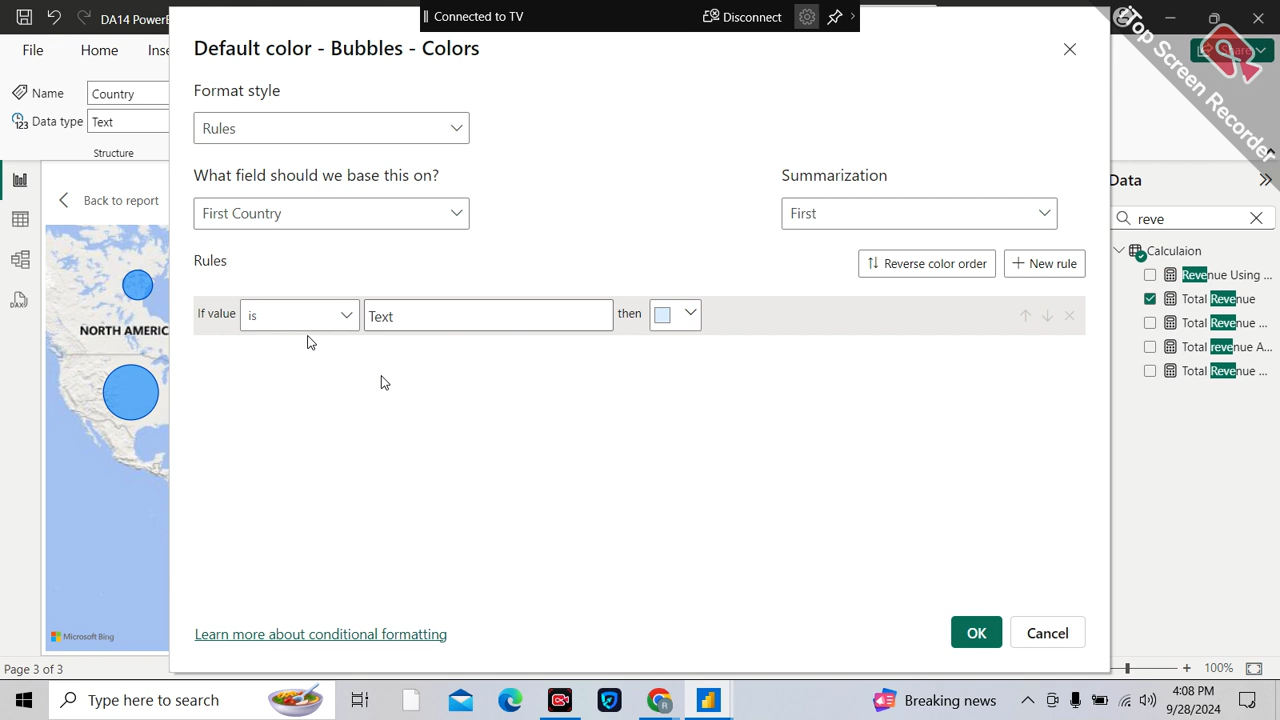 Connected to TV
Disconnect
DA14 Power
Default color - Bubbles - Colors
File
Home
Ins
Share
iTop Screen Recorder
Format style
Name
Country
Rules
Data type
Text
Structure
What field should we base this on?
Summarization
Data
Back to report
First Country
First
reve
Rules
Reverse color order
New rule
Calculaion
Revenue Using ...
Total Revenue
If value
is
Text
then
Total Revenue ...
NORTH AMERIC
Total revenue A...
Total Revenue ...
Microsoft Bing
Learn more about conditional formatting
OK
Cancel
Page 3 of 3
100%
Type here to search
Breaking news
4:08 PM
9/28/2024